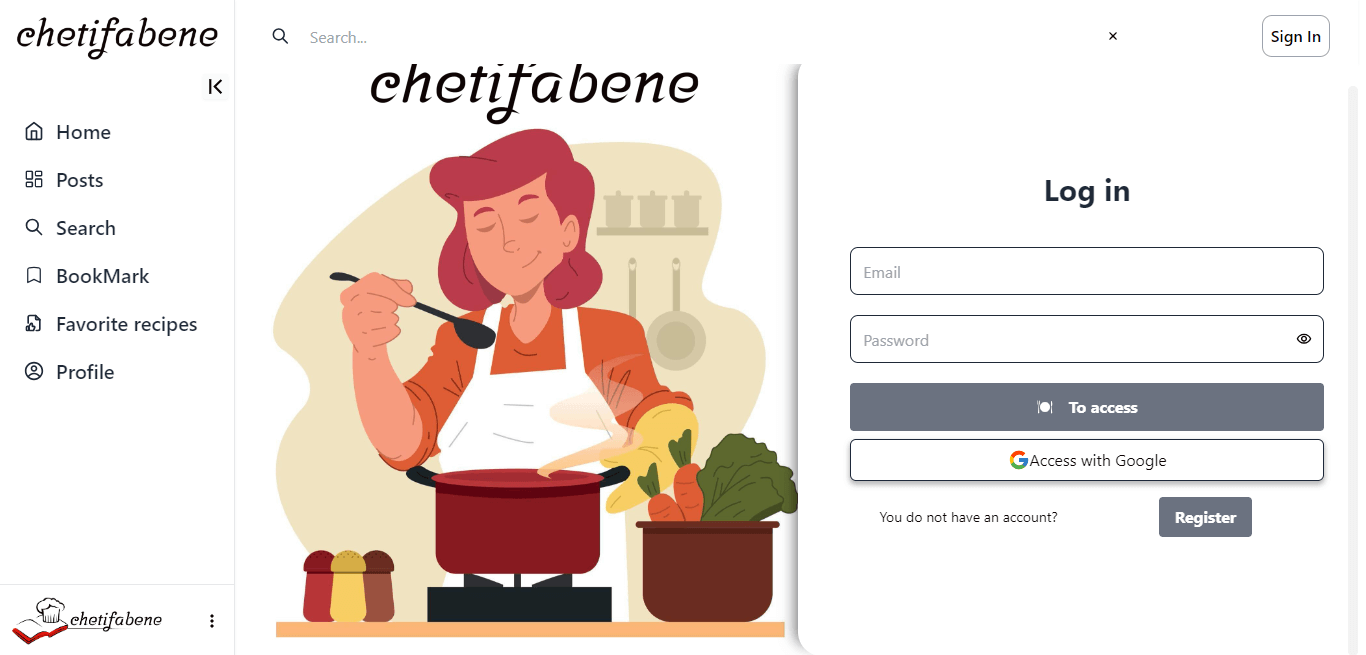 chetifabene
Home
Posts
Search
BookMark
Favorite recipes
Profile
chetifabene
Search...
Sign In
chetifabene
Log in
Email
Password
To access
Access with Google
You do not have an account?
Register